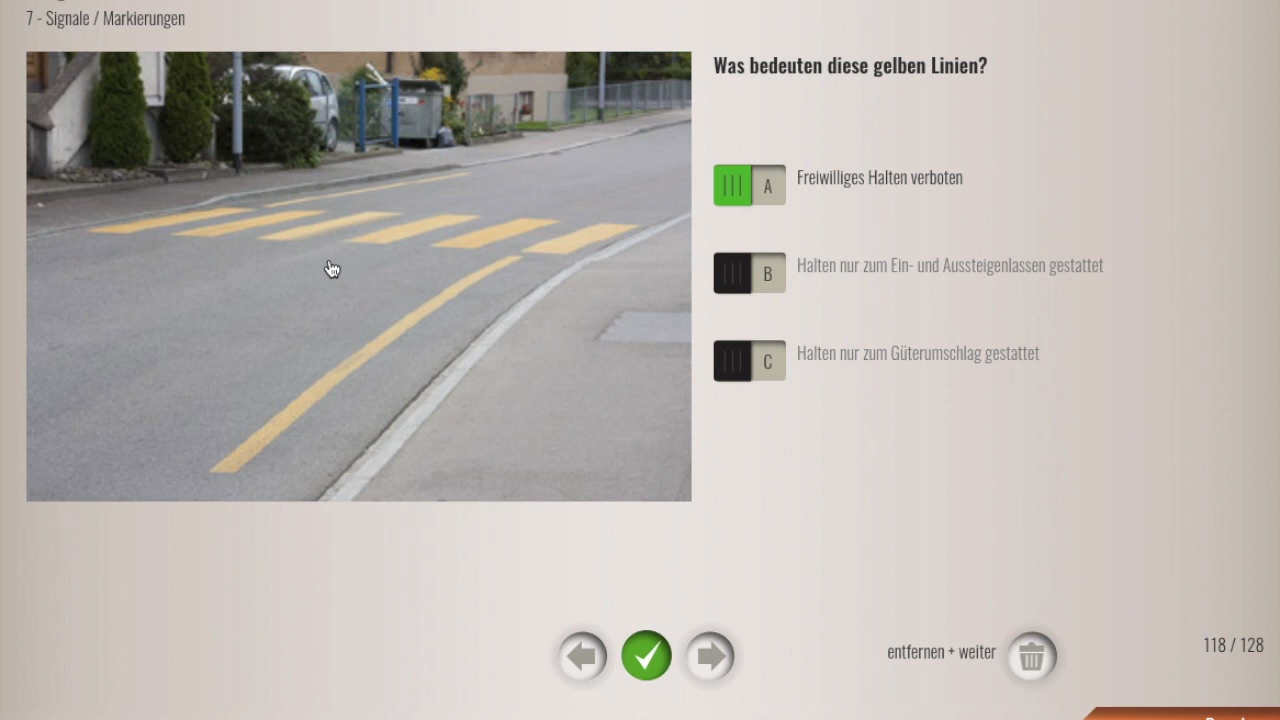 7 - Signale / Markierungen
Was bedeuten diese gelben Linien?
A
Freiwilliges Halten verboten
B
Halten nur zum Ein- und Aussteigenlassen gestattet
C
Halten nur zum Güterumschlag gestattet
entfernen + weiter
118 / 128